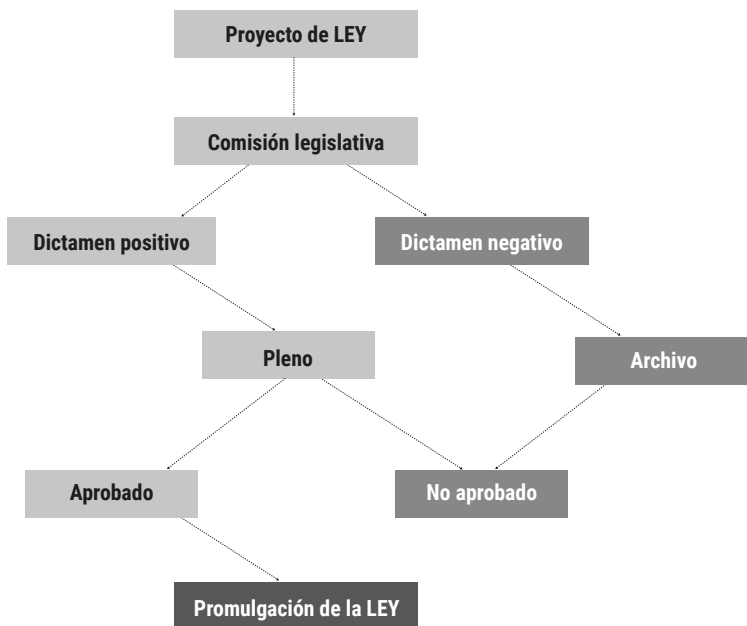 Proyecto de LEY
Comisión legislativa
Dictamen positivo
Dictamen negativo
Pleno
Archivo
Aprobado
No aprobado
Promulgación de la LEY